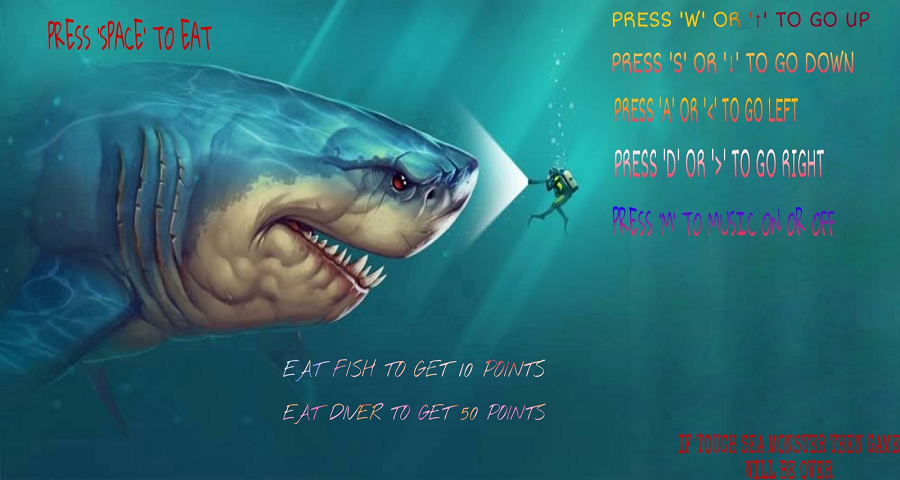 PRESS 'SPACE' TO EAT
PRESS 'W' OR '↑' TO GO UP
PRESS 'S' OR '↓' TO GO DOWN
PRESS 'A' OR '<' TO GO LEFT
PRESS 'D' OR '>' TO GO RIGHT
PRESS 'M' TO MUSIC ON OR OFF
EAT FISH TO GET 10 POINTS
EAT DIVER TO GET 50 POINTS
IF TOUCH SEA MONSTER THEN GAME
WILL BE OVER